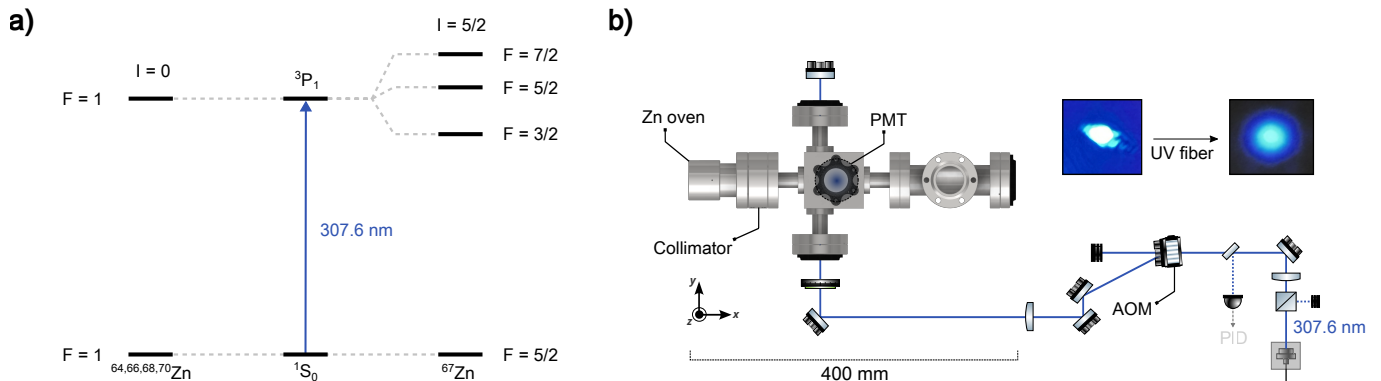 a)
I = 0
I = 5/2
³P₁
F = 7/2
F = 1
F = 5/2
F = 3/2
307.6 nm
F = 1
F = 5/2
⁶⁴,⁶⁶,⁶⁸,⁷⁰Zn
¹S₀
⁶⁷Zn
b)
Zn oven
PMT
UV fiber
Collimator
y
z
x
AOM
PID
307.6 nm
400 mm